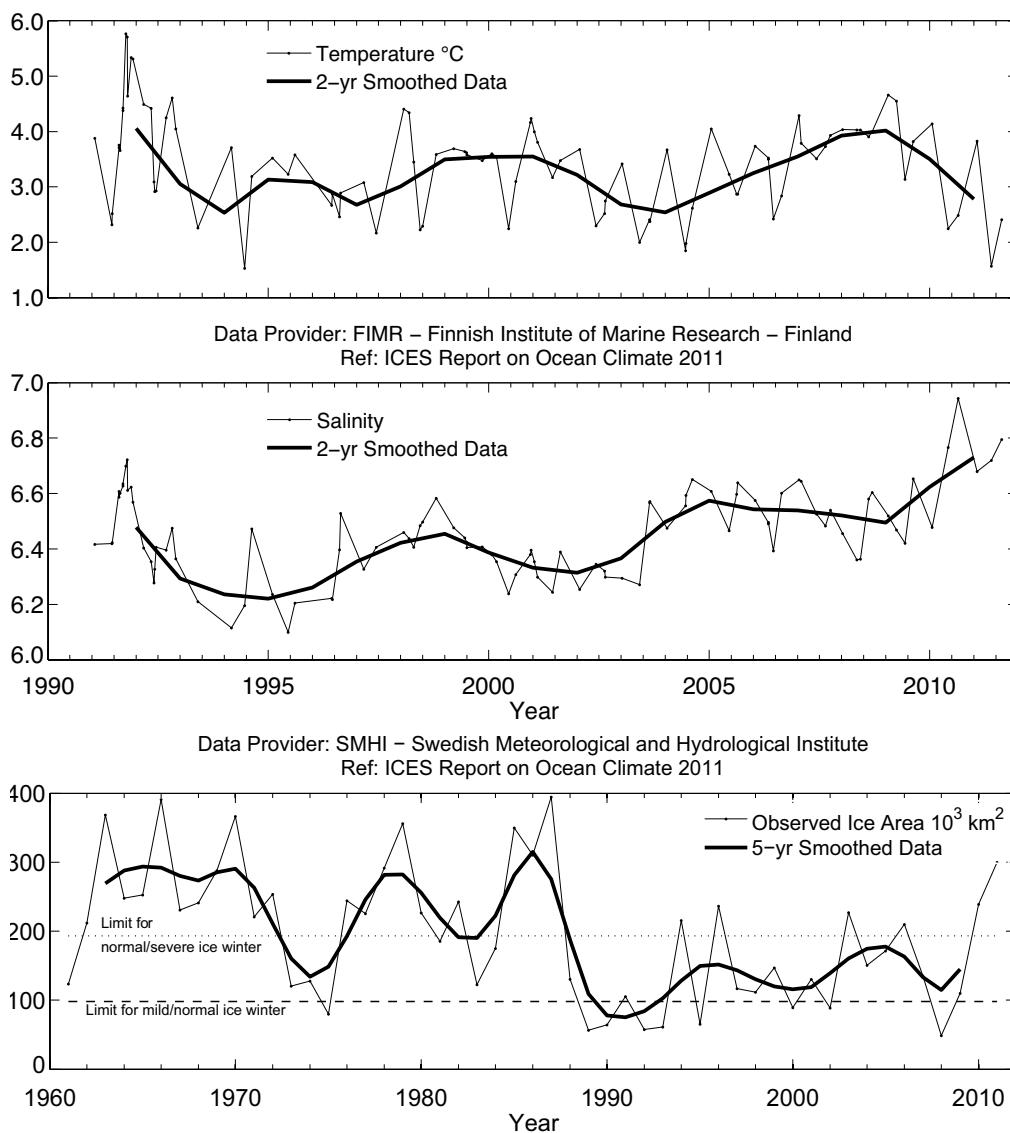 6.0
Temperature °C
2−yr Smoothed Data
5.0
4.0
3.0
2.0
1.0
Data Provider: FIMR − Finnish Institute of Marine Research − Finland
Ref: ICES Report on Ocean Climate 2011
7.0
Salinity
2−yr Smoothed Data
6.8
6.6
6.4
6.2
6.0
1990 1995 2000 2005 2010
Year
Data Provider: SMHI − Swedish Meteorological and Hydrological Institute
Ref: ICES Report on Ocean Climate 2011
400
Observed Ice Area 10³ km²
5−yr Smoothed Data
300
Limit for
normal/severe ice winter
200
100
Limit for mild/normal ice winter
0
1960 1970 1980 1990 2000 2010
Year